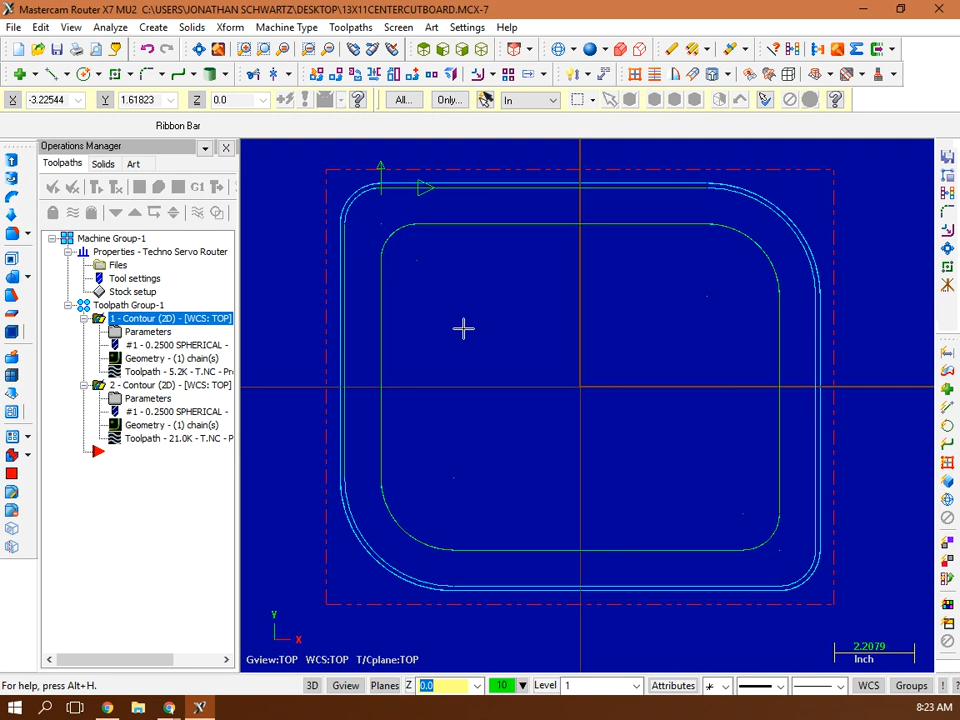 Mastercam Router X7 MU2 C:\USERS\JONATHAN SCHWARTZ\DESKTOP\13X11CENTERCUTBOARD.MCX-7
File Edit View Analyze Create Solids Xform Machine Type Toolpaths Screen Art Settings Help
X -3.22544 Y 1.61823 Z 0.0 All... Only... In
Ribbon Bar
Operations Manager
Toolpaths Solids Art
G1
Machine Group-1
Properties - Techno Servo Router
Files
Tool settings
Stock setup
Toolpath Group-1
1 - Contour (2D) - [WCS: TOP]
Parameters
#1 - 0.2500 SPHERICAL -
Geometry - (1) chain(s)
Toolpath - 5.2K - T.NC - Pr
2 - Contour (2D) - [WCS: TOP]
Parameters
#1 - 0.2500 SPHERICAL -
Geometry - (1) chain(s)
Toolpath - 21.0K - T.NC - P
Y
X
2.2079
Inch
Gview:TOP WCS:TOP T/Cplane:TOP
For help, press Alt+H. 3D Gview Planes Z 0.0 10 Level 1 Attributes WCS Groups ! ?
8:23 AM